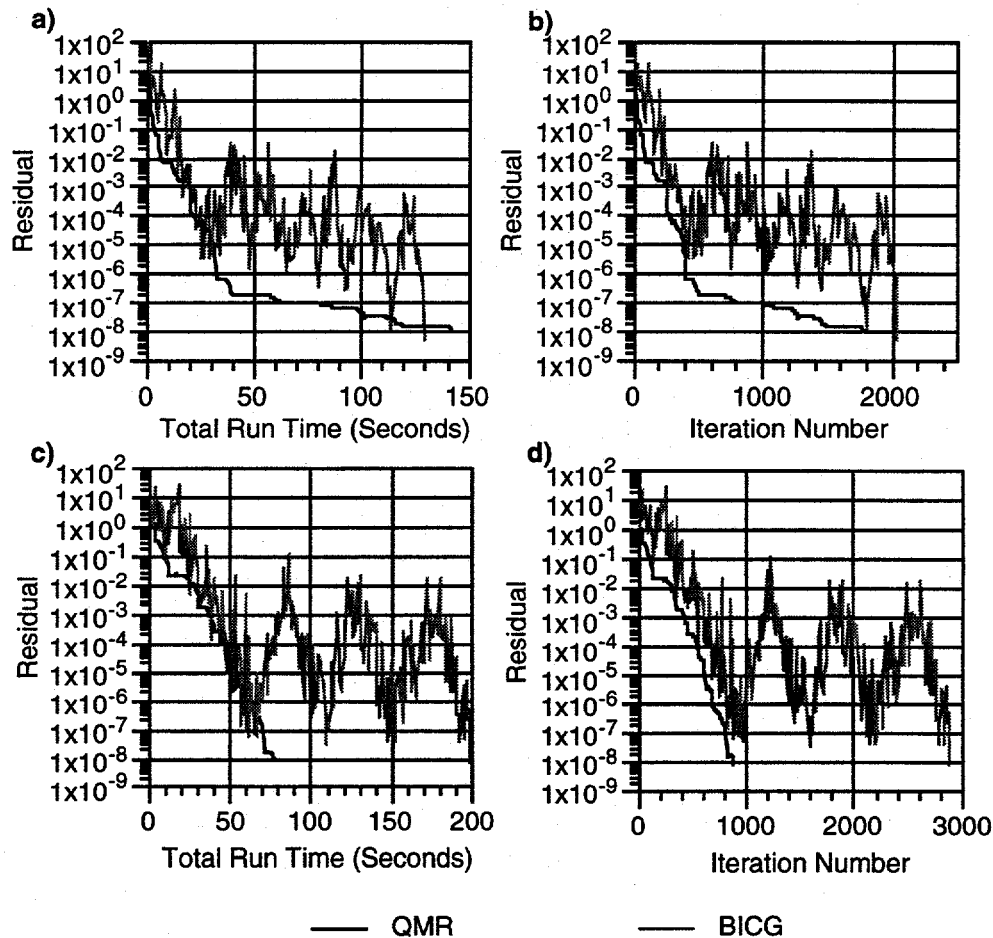 a)
Residual
1x10^2
1x10^1
1x10^0
1x10^-1
1x10^-2
1x10^-3
1x10^-4
1x10^-5
1x10^-6
1x10^-7
1x10^-8
1x10^-9
0 50 100 150
Total Run Time (Seconds)
b)
Residual
1x10^2
1x10^1
1x10^0
1x10^-1
1x10^-2
1x10^-3
1x10^-4
1x10^-5
1x10^-6
1x10^-7
1x10^-8
1x10^-9
0 1000 2000
Iteration Number
c)
Residual
1x10^2
1x10^1
1x10^0
1x10^-1
1x10^-2
1x10^-3
1x10^-4
1x10^-5
1x10^-6
1x10^-7
1x10^-8
1x10^-9
0 50 100 150 200
Total Run Time (Seconds)
d)
Residual
1x10^2
1x10^1
1x10^0
1x10^-1
1x10^-2
1x10^-3
1x10^-4
1x10^-5
1x10^-6
1x10^-7
1x10^-8
1x10^-9
0 1000 2000 3000
Iteration Number
QMR BICG